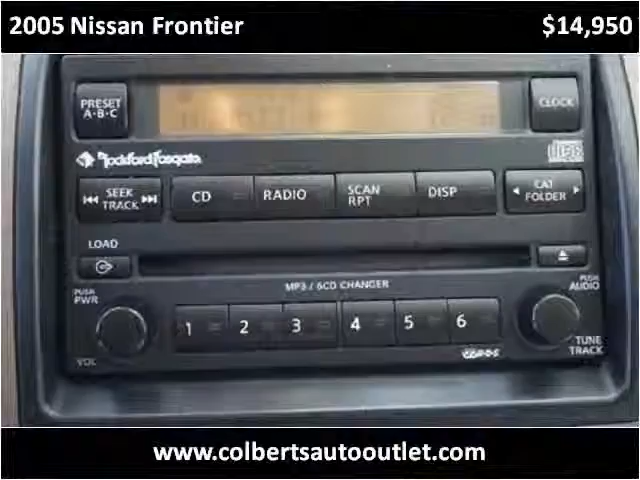 2005 Nissan Frontier $14,950
PRESET
A·B·C
CLOCK
Rockford Fosgate
DISC
SEEK
TRACK
CD
RADIO
SCAN
RPT
DISP
CAT
FOLDER
LOAD
MP3 / 6CD CHANGER
PUSH
PWR
VOL
1 2 3 4 5 6
PUSH
AUDIO
TUNE
TRACK
www.colbertsautooutlet.com